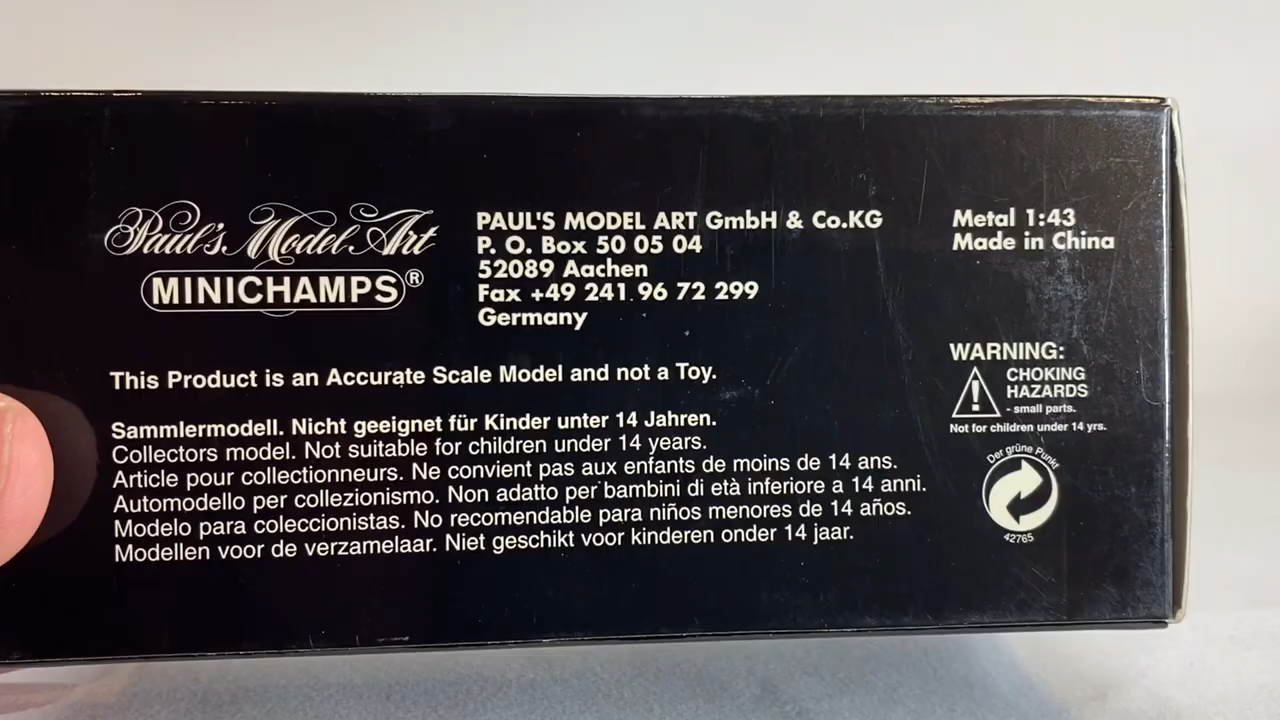 Paul's Model Art
MINICHAMPS®
PAUL'S MODEL ART GmbH & Co.KG
P. O. Box 50 05 04
52089 Aachen
Fax +49 241 96 72 299
Germany
Metal 1:43
Made in China
This Product is an Accurate Scale Model and not a Toy.
Sammlermodell. Nicht geeignet für Kinder unter 14 Jahren.
Collectors model. Not suitable for children under 14 years.
Article pour collectionneurs. Ne convient pas aux enfants de moins de 14 ans.
Automodello per collezionismo. Non adatto per bambini di età inferiore a 14 anni.
Modelo para coleccionistas. No recomendable para niños menores de 14 años.
Modellen voor de verzamelaar. Niet geschikt voor kinderen onder 14 jaar.
WARNING:
CHOKING
HAZARDS
- small parts.
Not for children under 14 yrs.
Der grüne Punkt
42765